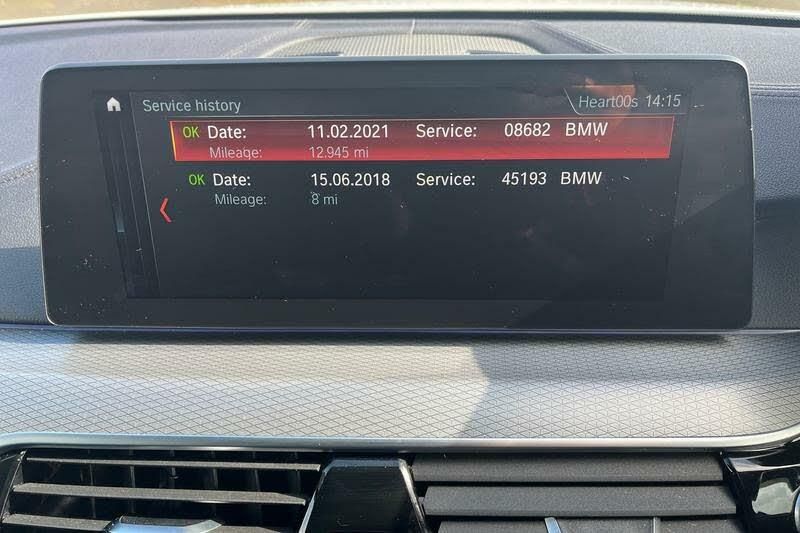 Service history
Heart00s 14:15
OK Date: 11.02.2021 Service: 08682 BMW
Mileage: 12.945 mi
OK Date: 15.06.2018 Service: 45193 BMW
Mileage: 8 mi